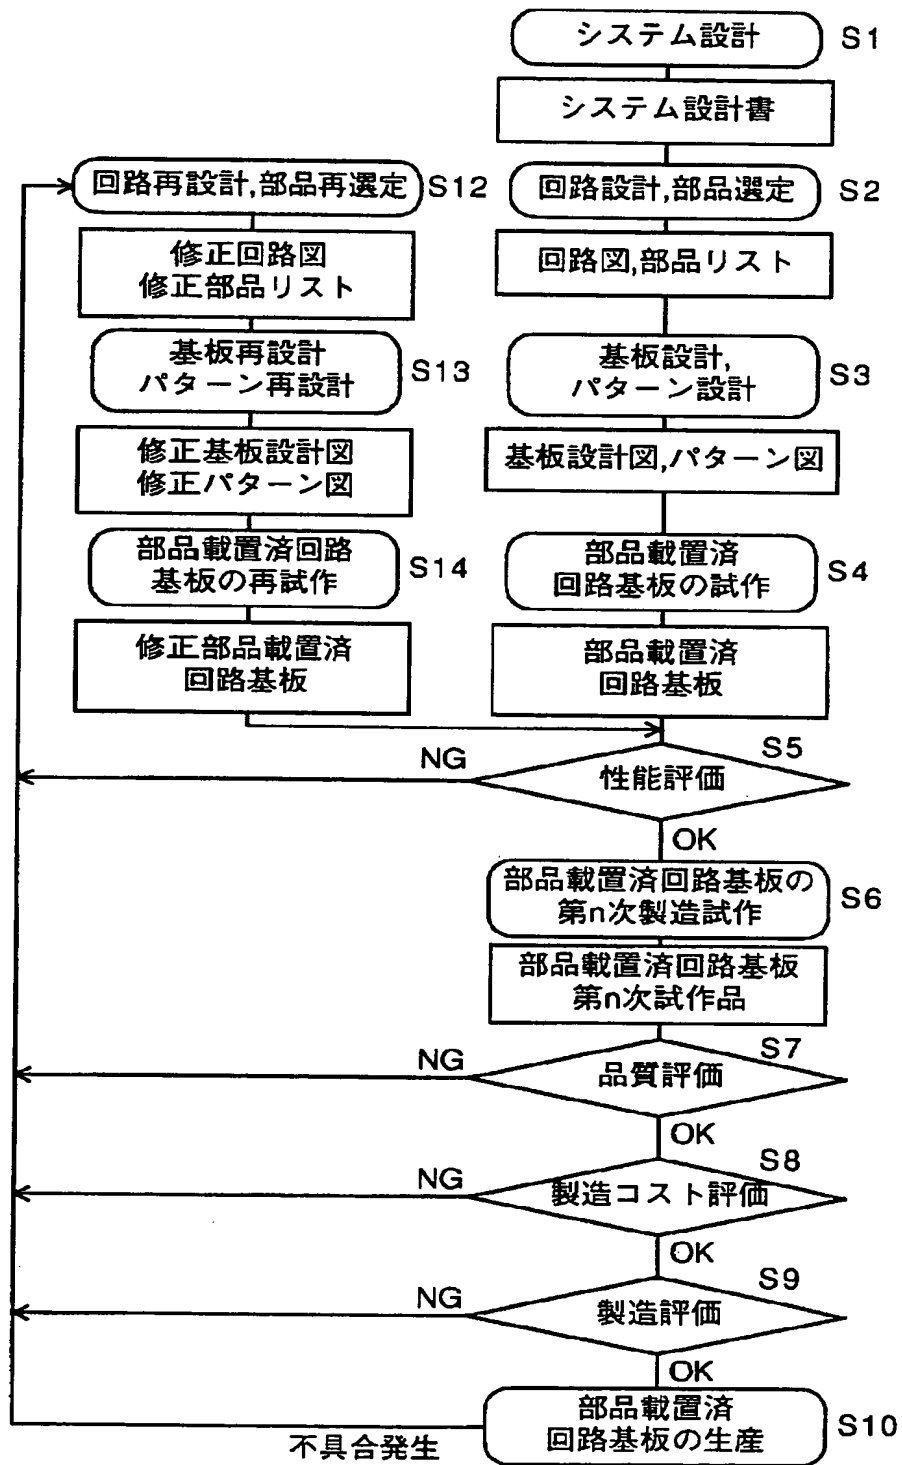 システム設計 S1
システム設計書
回路再設計,部品再選定 S12
回路設計,部品選定 S2
修正回路図
修正部品リスト
回路図,部品リスト
基板再設計
パターン再設計
S13
基板設計,
パターン設計
S3
修正基板設計図
修正パターン図
基板設計図,パターン図
部品載置済回路
基板の再試作
S14
部品載置済
回路基板の試作
S4
修正部品載置済
回路基板
部品載置済
回路基板
S5
NG
性能評価
OK
部品載置済回路基板の
第n次製造試作
S6
部品載置済回路基板
第n次試作品
S7
NG
品質評価
OK
S8
NG
製造コスト評価
OK
S9
NG
製造評価
OK
部品載置済
回路基板の生産
S10
不具合発生